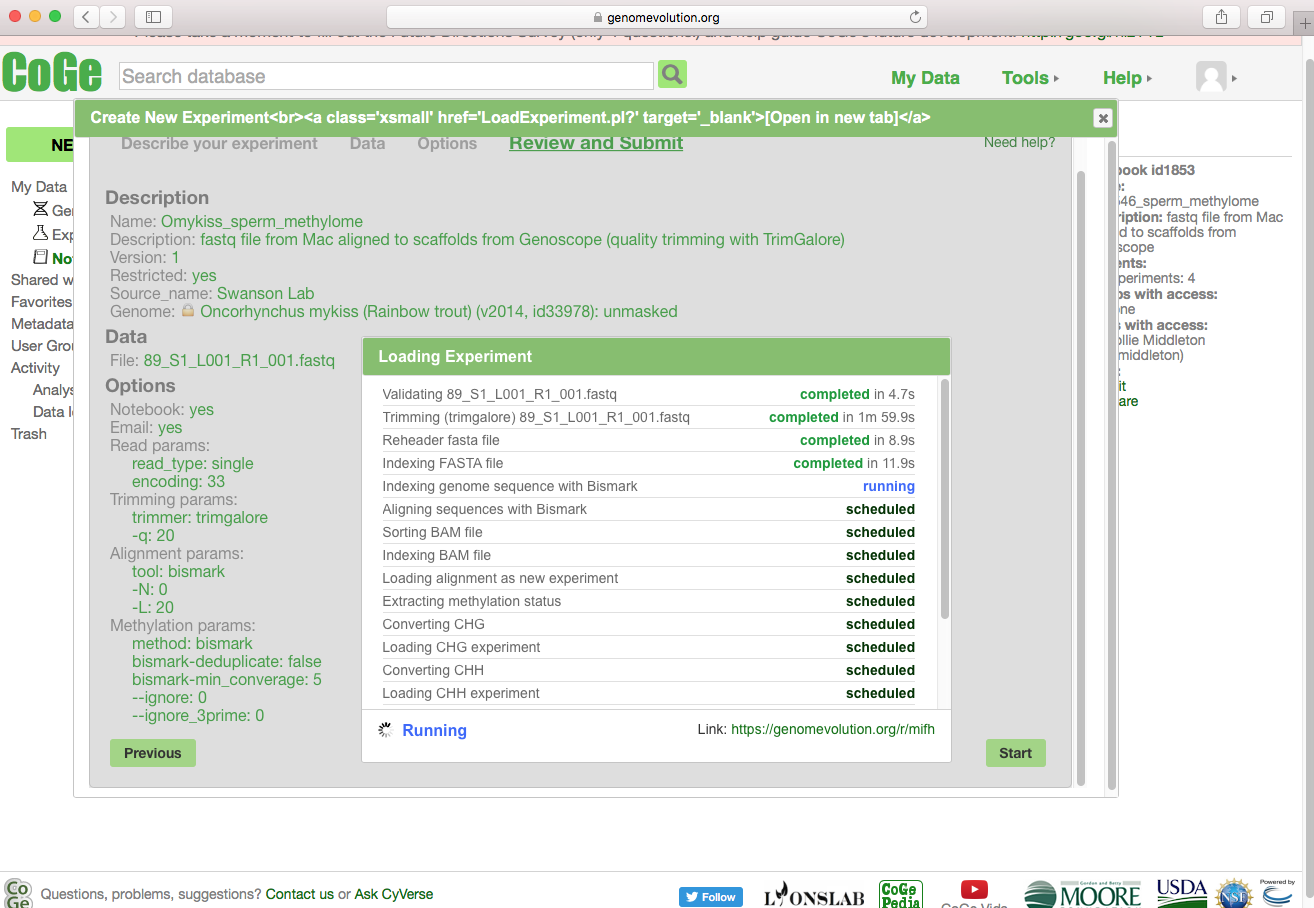 genomevolution.org
CoGe
Search database
My Data
Tools
Help
Create New Experiment<br><a class='xsmall' href='LoadExperiment.pl?' target='_blank'>[Open in new tab]</a>
NE
My Data
Ge
Exp
No
Shared w
Favorites
Metadata
User Grou
Activity
Analys
Data l
Trash
Describe your experiment Data Options Review and Submit
Need help?
Description
Name: Omykiss_sperm_methylome
Description: fastq file from Mac aligned to scaffolds from Genoscope (quality trimming with TrimGalore)
Version: 1
Restricted: yes
Source_name: Swanson Lab
Genome: Oncorhynchus mykiss (Rainbow trout) (v2014, id33978): unmasked
Data
File: 89_S1_L001_R1_001.fastq
Options
Notebook: yes
Email: yes
Read params:
read_type: single
encoding: 33
Trimming params:
trimmer: trimgalore
-q: 20
Alignment params:
tool: bismark
-N: 0
-L: 20
Methylation params:
method: bismark
bismark-deduplicate: false
bismark-min_converage: 5
--ignore: 0
--ignore_3prime: 0
Previous
Loading Experiment
Validating 89_S1_L001_R1_001.fastq completed in 4.7s
Trimming (trimgalore) 89_S1_L001_R1_001.fastq completed in 1m 59.9s
Reheader fasta file completed in 8.9s
Indexing FASTA file completed in 11.9s
Indexing genome sequence with Bismark running
Aligning sequences with Bismark scheduled
Sorting BAM file scheduled
Indexing BAM file scheduled
Loading alignment as new experiment scheduled
Extracting methylation status scheduled
Converting CHG scheduled
Loading CHG experiment scheduled
Converting CHH scheduled
Loading CHH experiment scheduled
Running
Link: https://genomevolution.org/r/mifh
Start
ook id1853
:
46_sperm_methylome
ription: fastq file from Mac
d to scaffolds from
scope
ents:
periments: 4
ps with access:
ne
s with access:
ollie Middleton
middleton)
:
it
are
Questions, problems, suggestions? Contact us or Ask CyVerse
CoGe
Follow
LYONSLAB
CoGe
Pedia
Gordon and Betty
MOORE
USDA
NSF
Powered by